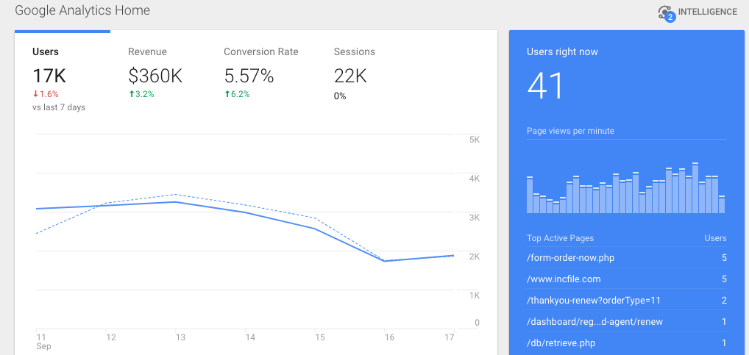 Google Analytics Home
2 INTELLIGENCE
Users Revenue Conversion Rate Sessions
17K $360K 5.57% 22K
↓1.6% ↑3.2% ↑6.2% 0%
vs last 7 days
5K
4K
3K
2K
1K
0
11 12 13 14 15 16 17
Sep
Users right now
41
Page views per minute
Top Active Pages Users
/form-order-now.php 5
/www.incfile.com 5
/thankyou-renew?orderType=11 2
/dashboard/reg...d-agent/renew 1
/db/retrieve.php 1